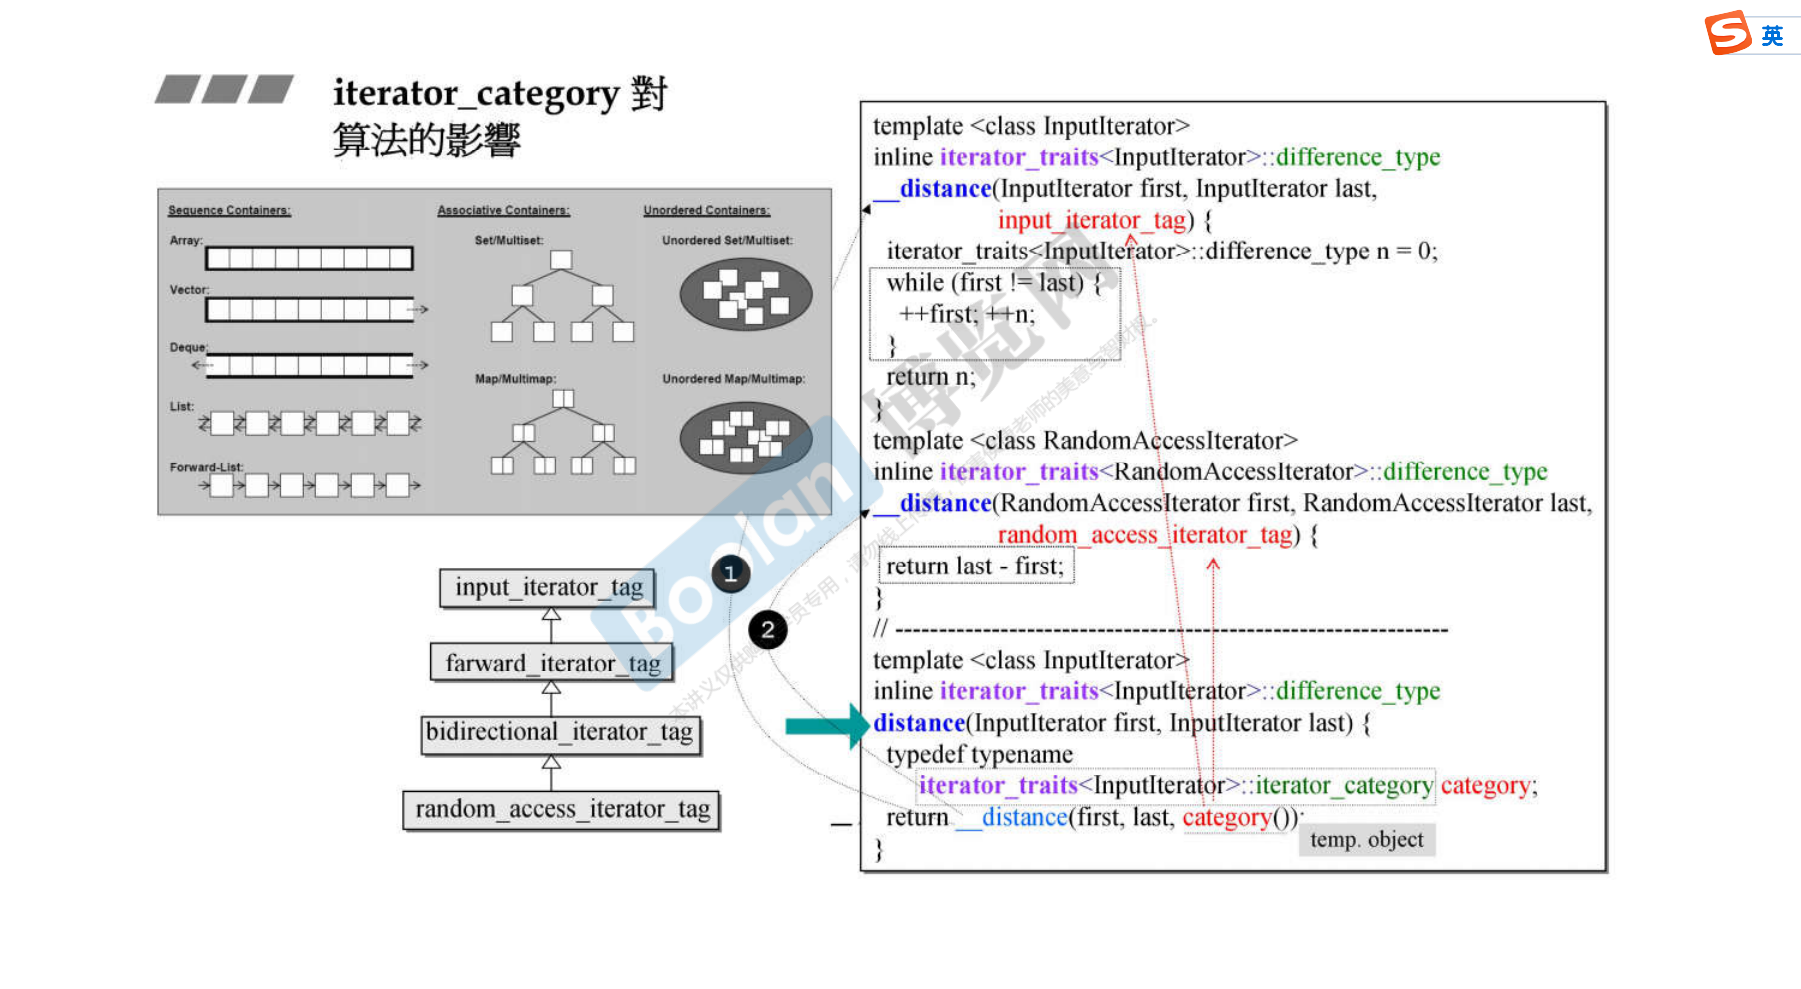 英
iterator_category 對
算法的影響
Sequence Containers:
Array:
Vector:
Deque:
List:
Forward-List:
Associative Containers:
Set/Multiset:
Map/Multimap:
Unordered Containers:
Unordered Set/Multiset:
Unordered Map/Multimap:
1
2
input_iterator_tag
farward_iterator_tag
bidirectional_iterator_tag
random_access_iterator_tag
template <class InputIterator>
inline iterator_traits<InputIterator>::difference_type
__distance(InputIterator first, InputIterator last,
input_iterator_tag) {
iterator_traits<InputIterator>::difference_type n = 0;
while (first != last) {
++first; ++n;
}
return n;
}
template <class RandomAccessIterator>
inline iterator_traits<RandomAccessIterator>::difference_type
__distance(RandomAccessIterator first, RandomAccessIterator last,
random_access_iterator_tag) {
return last - first;
}
// ----------------------------------------------------------------
template <class InputIterator>
inline iterator_traits<InputIterator>::difference_type
distance(InputIterator first, InputIterator last) {
typedef typename
iterator_traits<InputIterator>::iterator_category category;
return __distance(first, last, category());
temp. object
}
Boolan 博览网